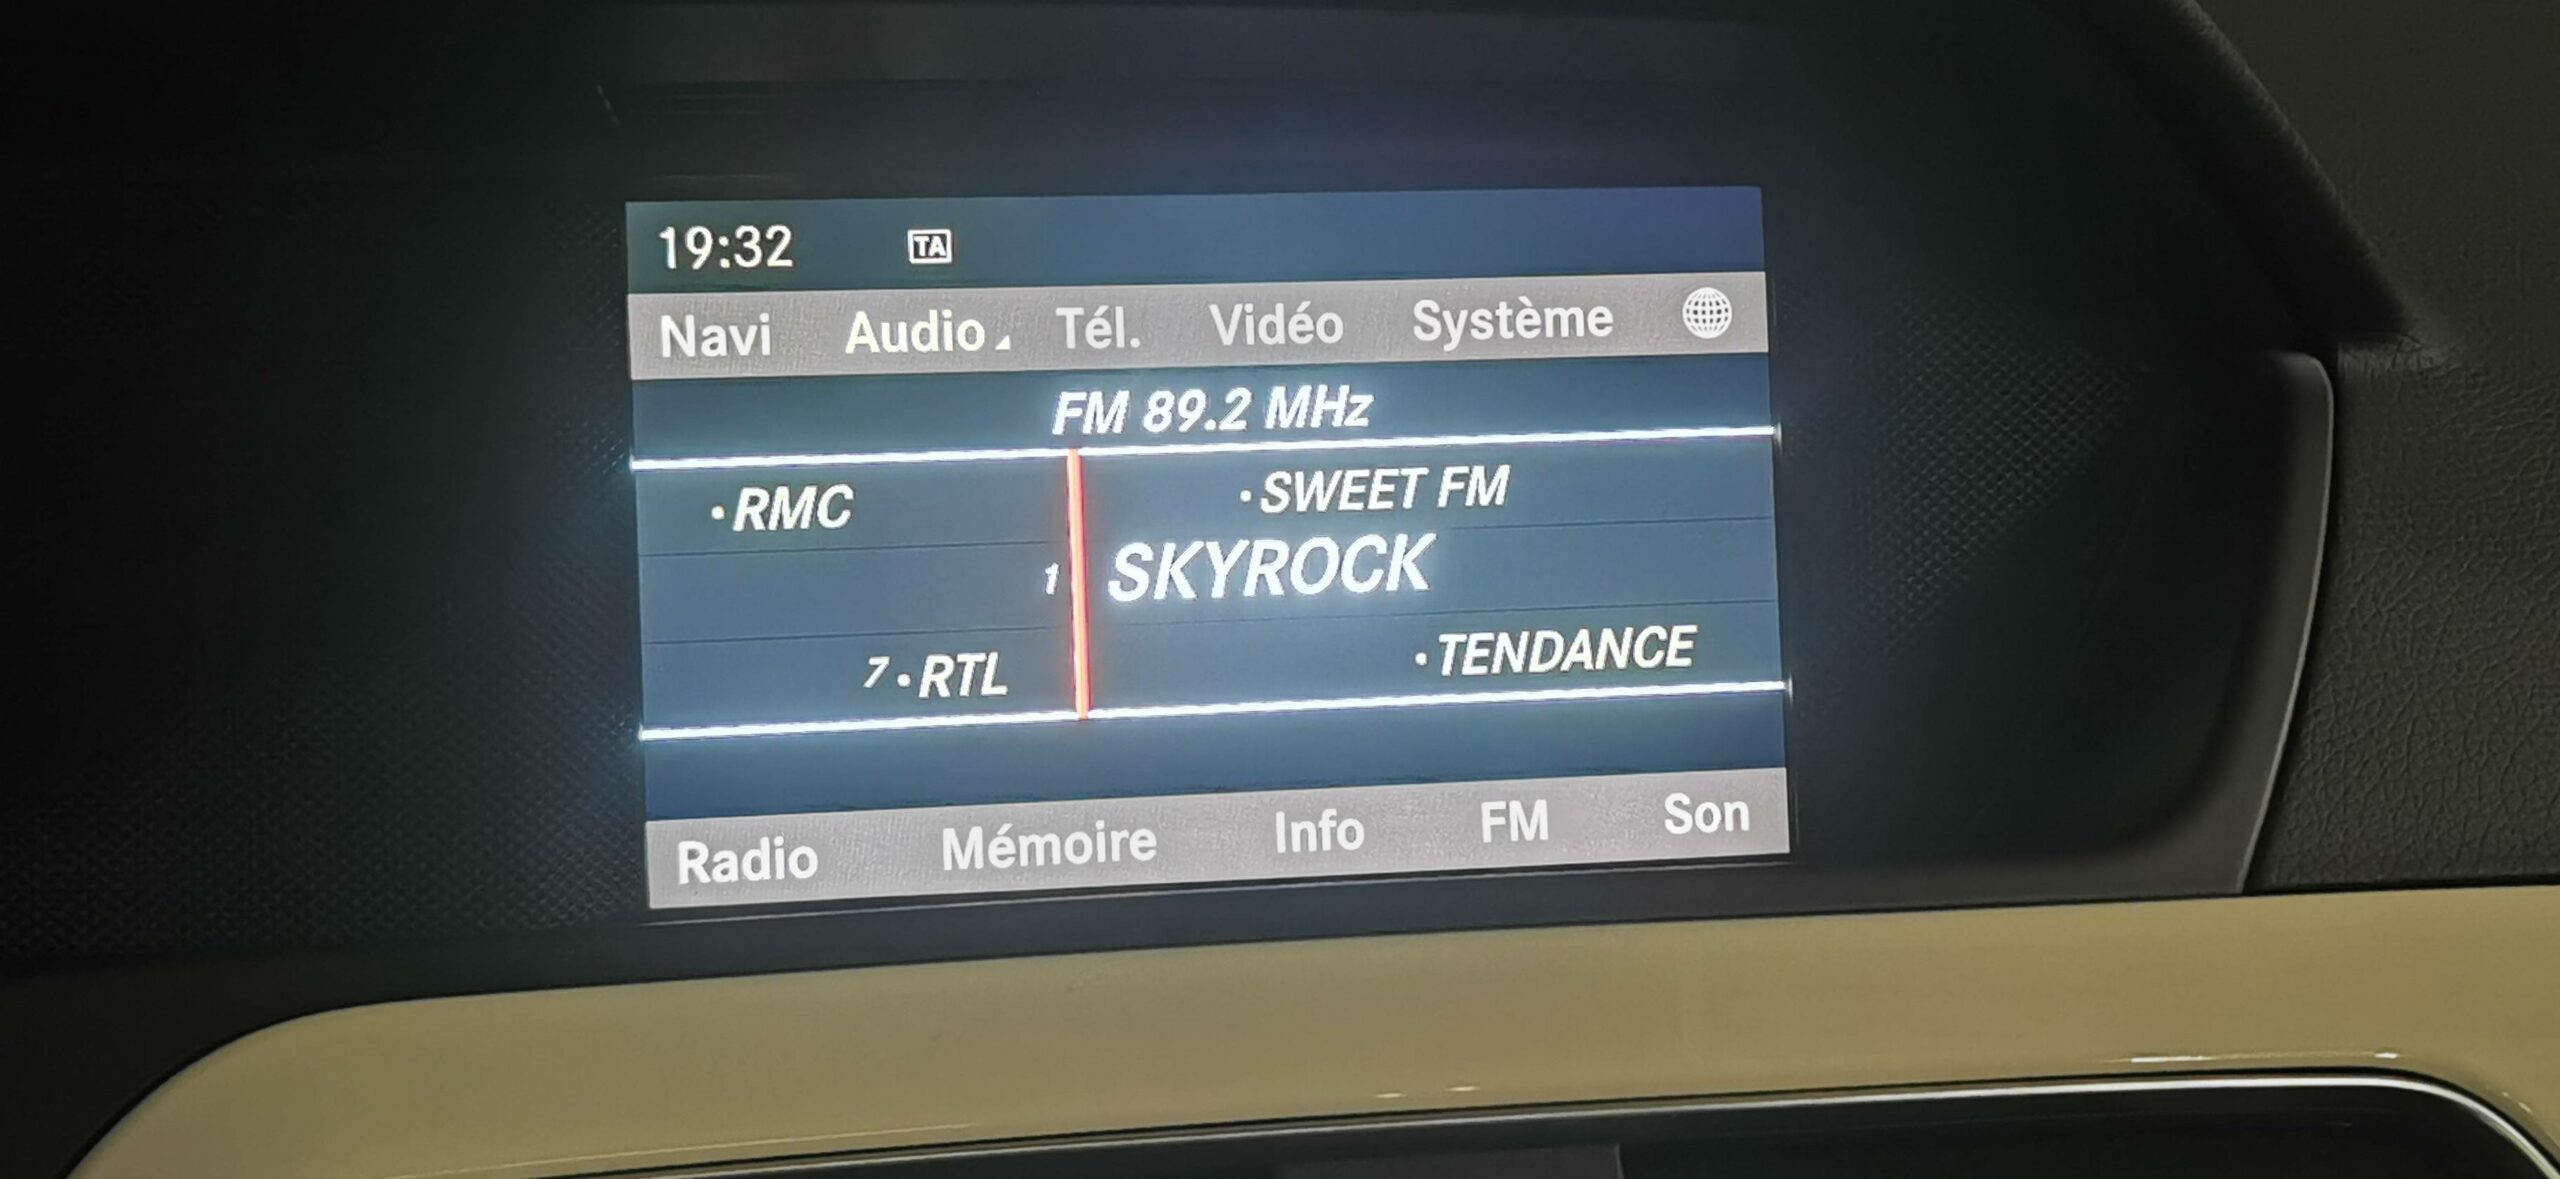 19:32 TA
Navi Audio Tél. Vidéo Système
FM 89.2 MHz
·RMC ·SWEET FM
1 SKYROCK
7·RTL ·TENDANCE
Radio Mémoire Info FM Son